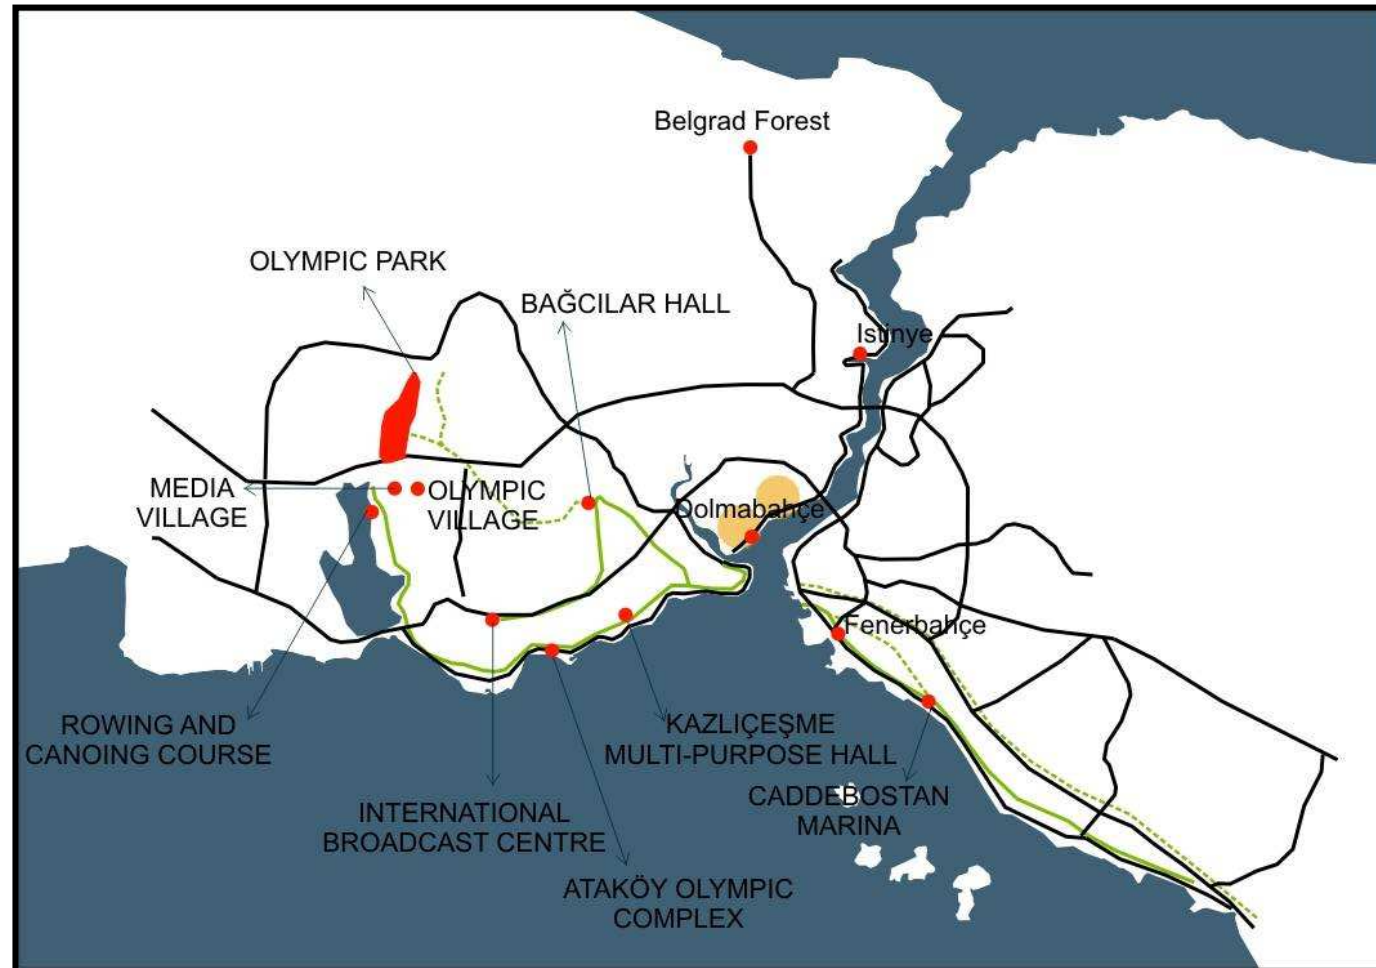 Belgrad Forest
OLYMPIC PARK
BAĞCILAR HALL
Istinye
MEDIA
VILLAGE
OLYMPIC
VILLAGE
Dolmabahçe
Fenerbahçe
ROWING AND
CANOING COURSE
KAZLIÇEŞME
MULTI-PURPOSE HALL
CADDEBOSTAN
MARINA
INTERNATIONAL
BROADCAST CENTRE
ATAKÖY OLYMPIC
COMPLEX